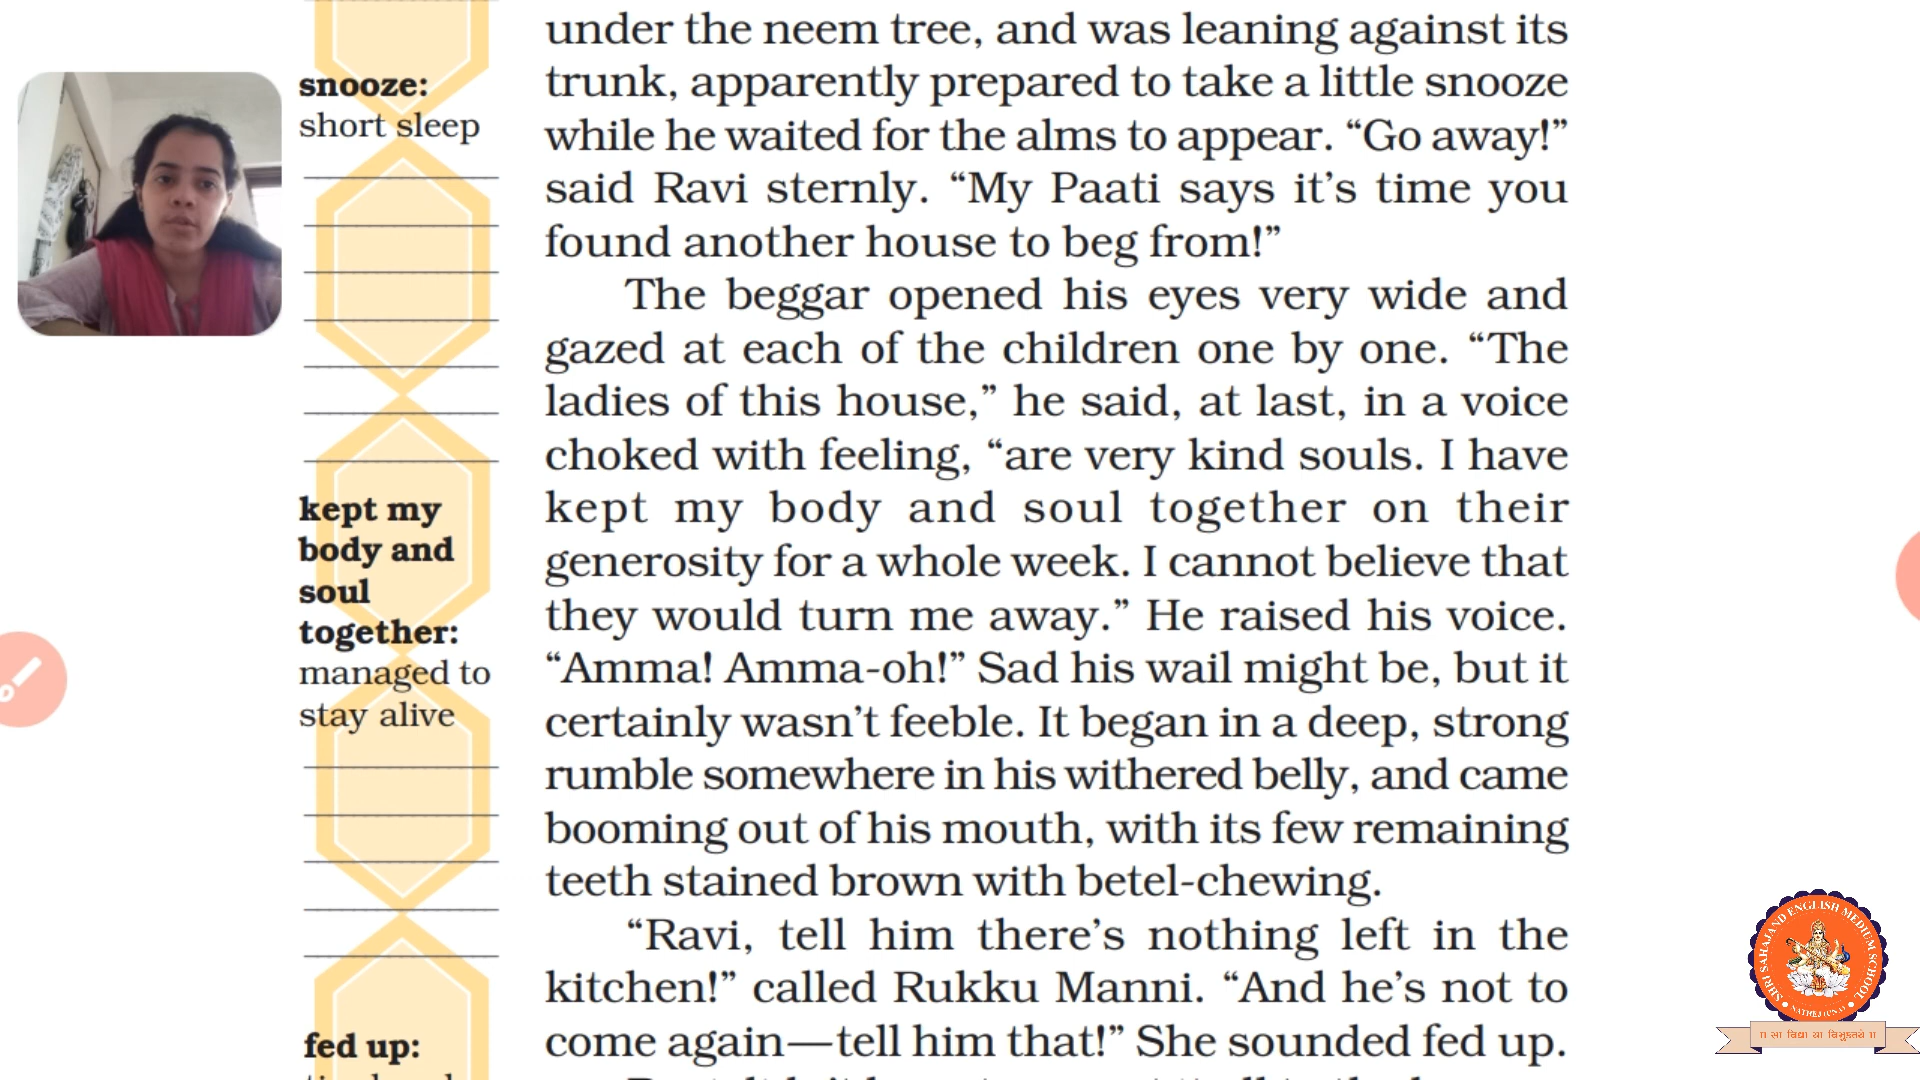 under the neem tree, and was leaning against its
trunk, apparently prepared to take a little snooze
while he waited for the alms to appear. “Go away!”
said Ravi sternly. “My Paati says it’s time you
found another house to beg from!”
The beggar opened his eyes very wide and
gazed at each of the children one by one. “The
ladies of this house,” he said, at last, in a voice
choked with feeling, “are very kind souls. I have
kept my body and soul together on their
generosity for a whole week. I cannot believe that
they would turn me away.” He raised his voice.
“Amma! Amma-oh!” Sad his wail might be, but it
certainly wasn’t feeble. It began in a deep, strong
rumble somewhere in his withered belly, and came
booming out of his mouth, with its few remaining
teeth stained brown with betel-chewing.
“Ravi, tell him there’s nothing left in the
kitchen!” called Rukku Manni. “And he’s not to
come again—tell him that!” She sounded fed up.
snooze:
short sleep
kept my
body and
soul
together:
managed to
stay alive
fed up:
SHRI SAHAJANAND ENGLISH MEDIUM SCHOOL
॥ सा विद्या या विमुक्तये ॥